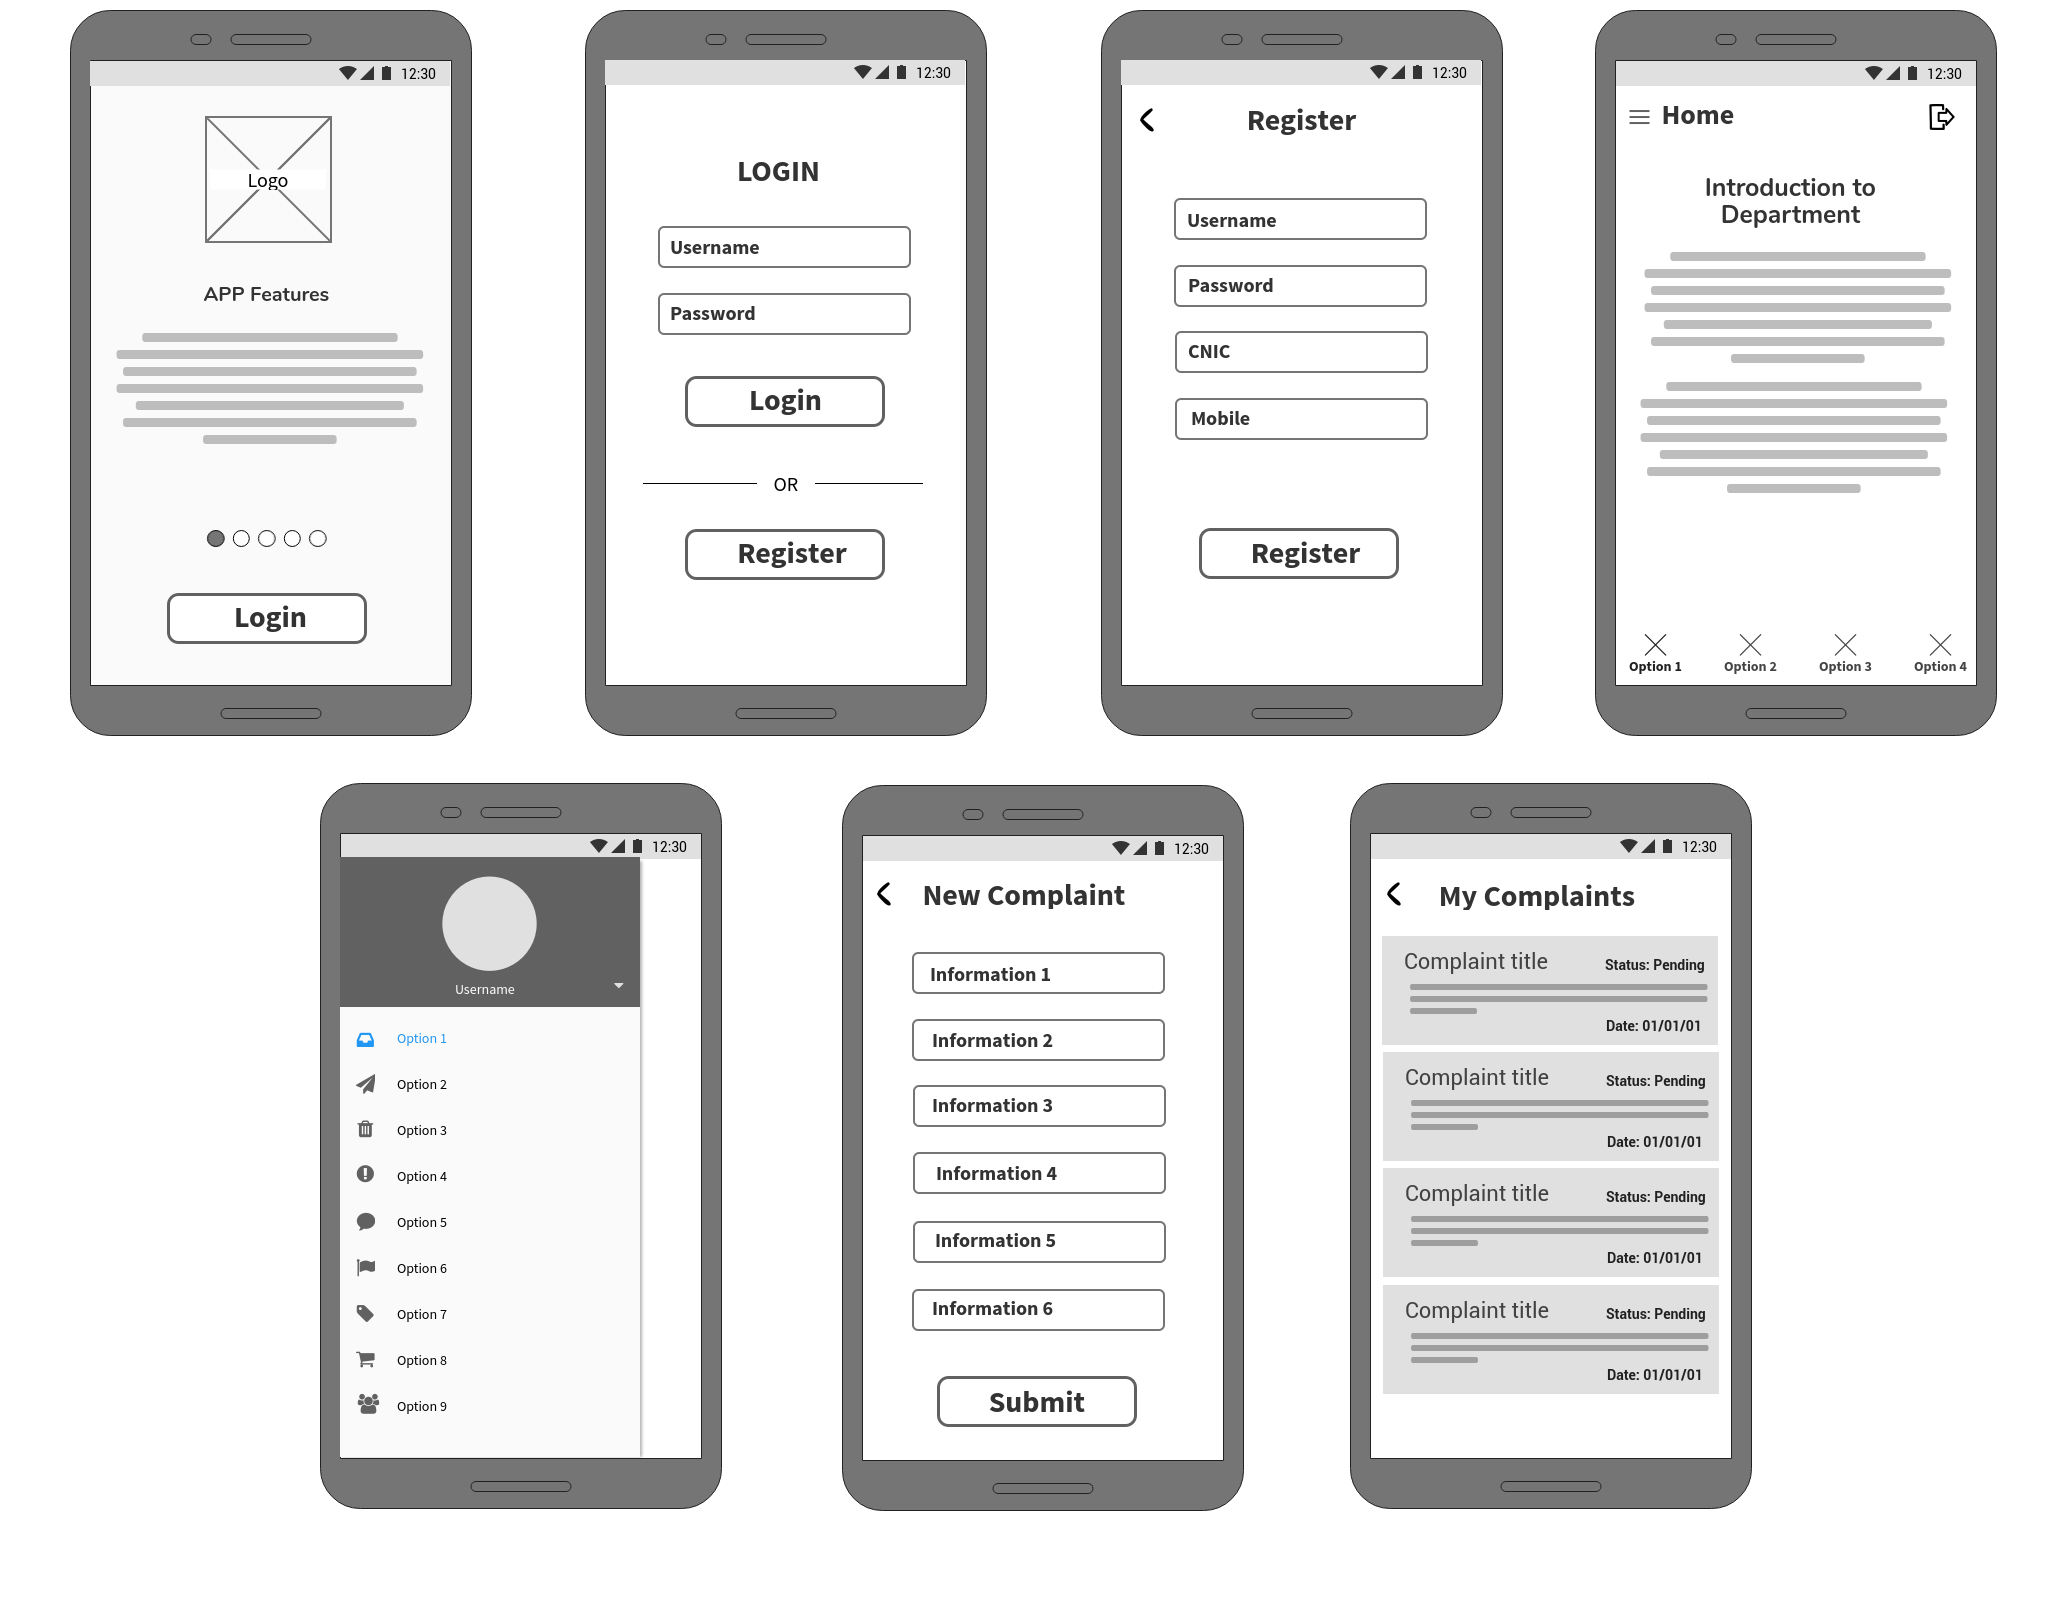 12:30
Logo
APP Features
Login
12:30
LOGIN
Username
Password
Login
OR
Register
12:30
Register
Username
Password
CNIC
Mobile
Register
12:30
Home
Introduction to
Department
Option 1
Option 2
Option 3
Option 4
12:30
Username
Option 1
Option 2
Option 3
Option 4
Option 5
Option 6
Option 7
Option 8
Option 9
12:30
New Complaint
Information 1
Information 2
Information 3
Information 4
Information 5
Information 6
Submit
12:30
My Complaints
Complaint title
Status: Pending
Date: 01/01/01
Complaint title
Status: Pending
Date: 01/01/01
Complaint title
Status: Pending
Date: 01/01/01
Complaint title
Status: Pending
Date: 01/01/01